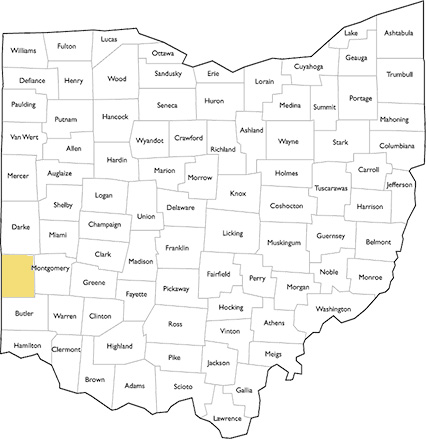 Lake
Ashtabula
Lucas
Williams
Fulton
Ottawa
Geauga
Cuyahoga
Trumbull
Defiance
Henry
Wood
Sandusky
Erie
Lorain
Portage
Paulding
Seneca
Huron
Medina
Summit
Mahoning
Putnam
Hancock
Van Wert
Ashland
Wyandot
Crawford
Richland
Wayne
Stark
Columbiana
Allen
Hardin
Mercer
Auglaize
Marion
Morrow
Holmes
Carroll
Jefferson
Tuscarawas
Logan
Knox
Shelby
Union
Delaware
Coshocton
Harrison
Darke
Champaign
Miami
Licking
Muskingum
Guernsey
Belmont
Clark
Madison
Franklin
Montgomery
Fairfield
Perry
Noble
Monroe
Greene
Fayette
Pickaway
Morgan
Hocking
Washington
Butler
Warren
Clinton
Ross
Vinton
Athens
Hamilton
Clermont
Highland
Pike
Jackson
Meigs
Brown
Adams
Scioto
Gallia
Lawrence